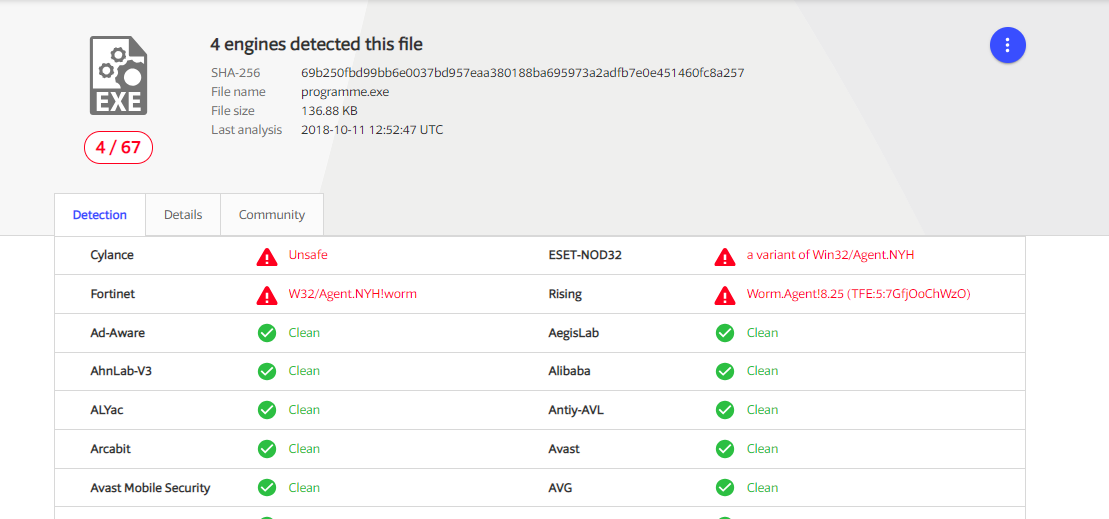 4 engines detected this file
SHA-256 69b250fbd99bb6e0037bd957eaa380188ba695973a2adfb7e0e451460fc8a257
File name programme.exe
File size 136.88 KB
Last analysis 2018-10-11 12:52:47 UTC
EXE
4 / 67
Detection Details Community
Cylance Unsafe ESET-NOD32 a variant of Win32/Agent.NYH
Fortinet W32/Agent.NYH!worm Rising Worm.Agent!8.25 (TFE:5:7GfjOoChWzO)
Ad-Aware Clean AegisLab Clean
AhnLab-V3 Clean Alibaba Clean
ALYac Clean Antiy-AVL Clean
Arcabit Clean Avast Clean
Avast Mobile Security Clean AVG Clean